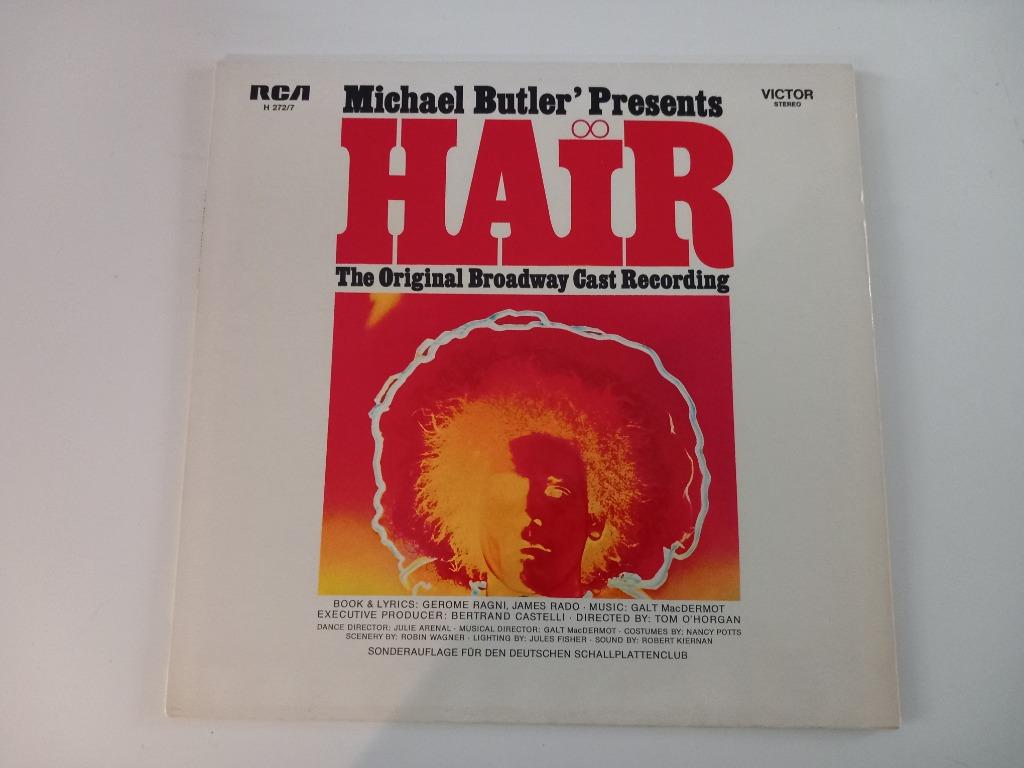 RCA
H 272/7
Michael Butler' Presents
VICTOR
STEREO
HAIR
The Original Broadway Cast Recording
BOOK & LYRICS: GEROME RAGNI, JAMES RADO · MUSIC: GALT MacDERMOT
EXECUTIVE PRODUCER: BERTRAND CASTELLI · DIRECTED BY: TOM O'HORGAN
DANCE DIRECTOR: JULIE ARENAL · MUSICAL DIRECTOR: GALT MacDERMOT · COSTUMES BY: NANCY POTTS
SCENERY BY: ROBIN WAGNER · LIGHTING BY: JULES FISHER · SOUND BY: ROBERT KIERNAN
SONDERAUFLAGE FÜR DEN DEUTSCHEN SCHALLPLATTENCLUB